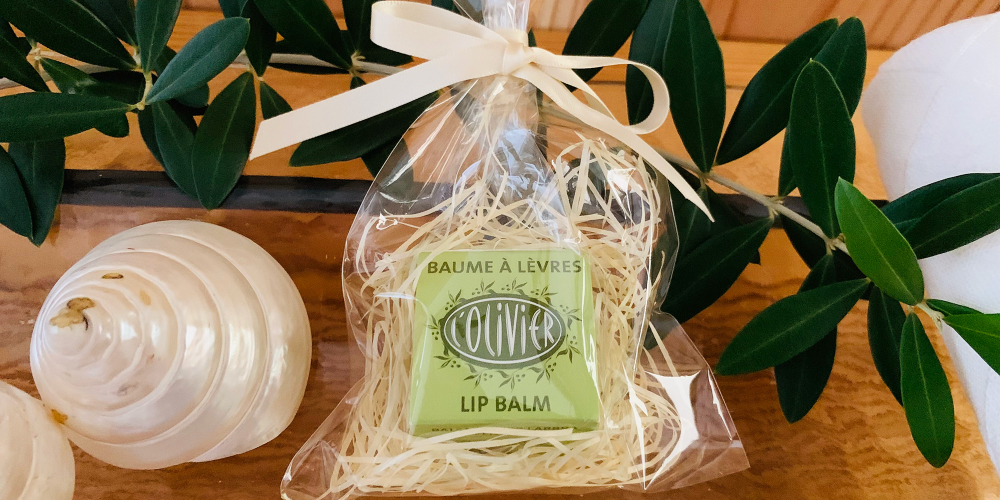 BAUME À LÈVRES
L'OLIVIER
LIP BALM